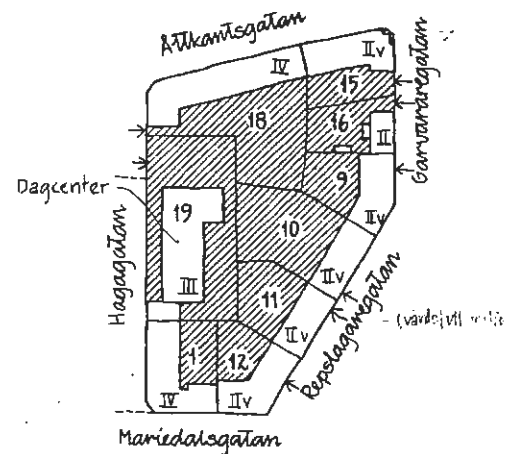 Åttkantsgatan
IV
IIv
15
18
16
II
Garvaregatan
9
Dagcenter
19
IIv
10
Hagagatan
III
IIv
11
IIv
Repslagaregatan
1
12
IV
IIv
Mariedalsgatan